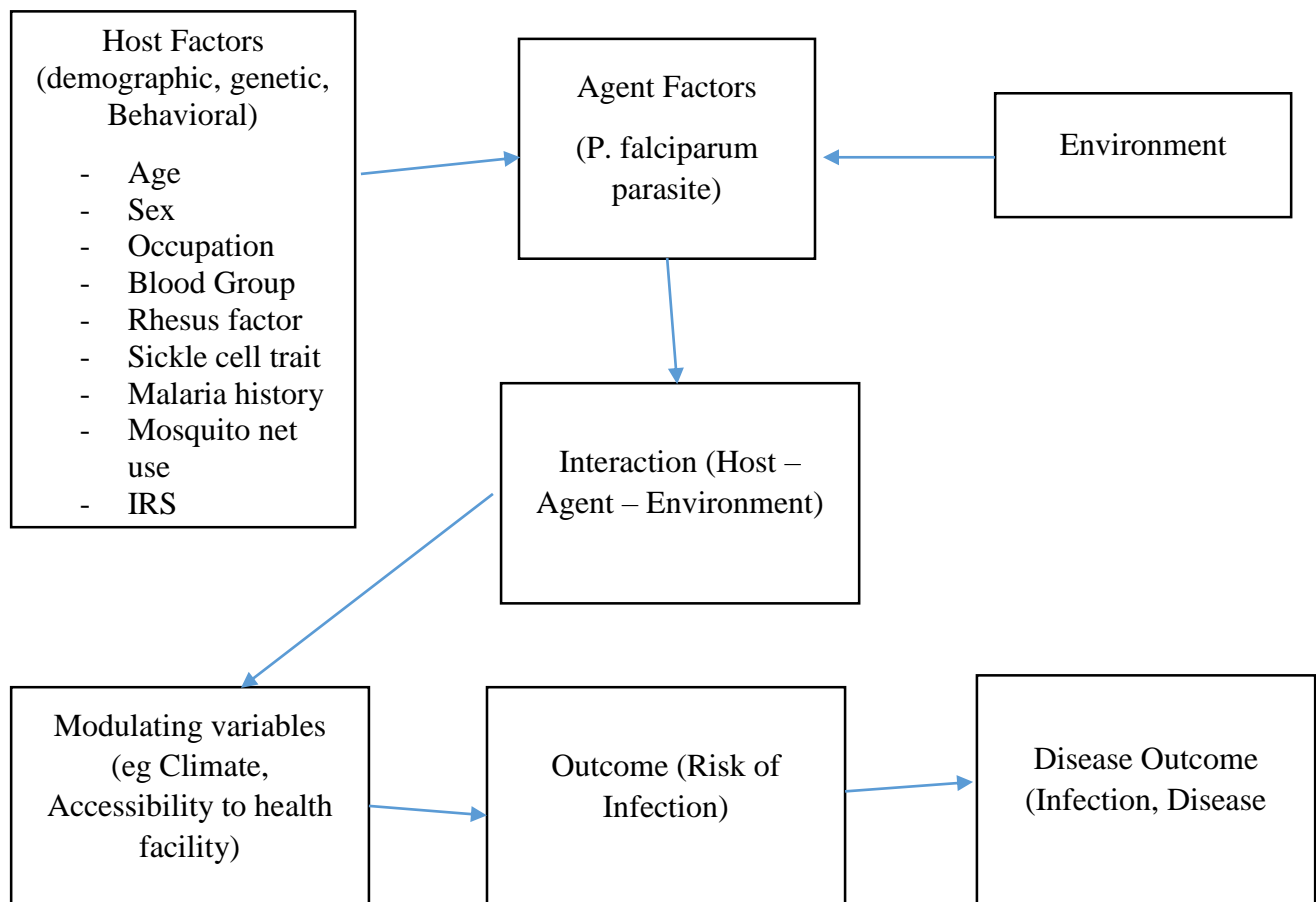 Host Factors
(demographic, genetic,
Behavioral)
- Age
- Sex
- Occupation
- Blood Group
- Rhesus factor
- Sickle cell trait
- Malaria history
- Mosquito net
use
- IRS
Agent Factors
(P. falciparum
parasite)
Environment
Interaction (Host –
Agent – Environment)
Modulating variables
(eg Climate,
Accessibility to health
facility)
Outcome (Risk of
Infection)
Disease Outcome
(Infection, Disease